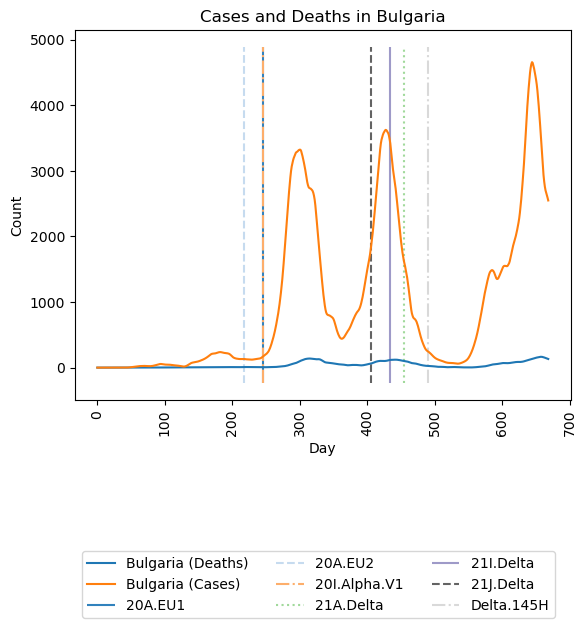 Cases and Deaths in Bulgaria
5000
4000
3000
2000
1000
0
Count
0 100 200 300 400 500 600 700
Day
Bulgaria (Deaths) 20A.EU2 21I.Delta
Bulgaria (Cases) 20I.Alpha.V1 21J.Delta
20A.EU1 21A.Delta Delta.145H